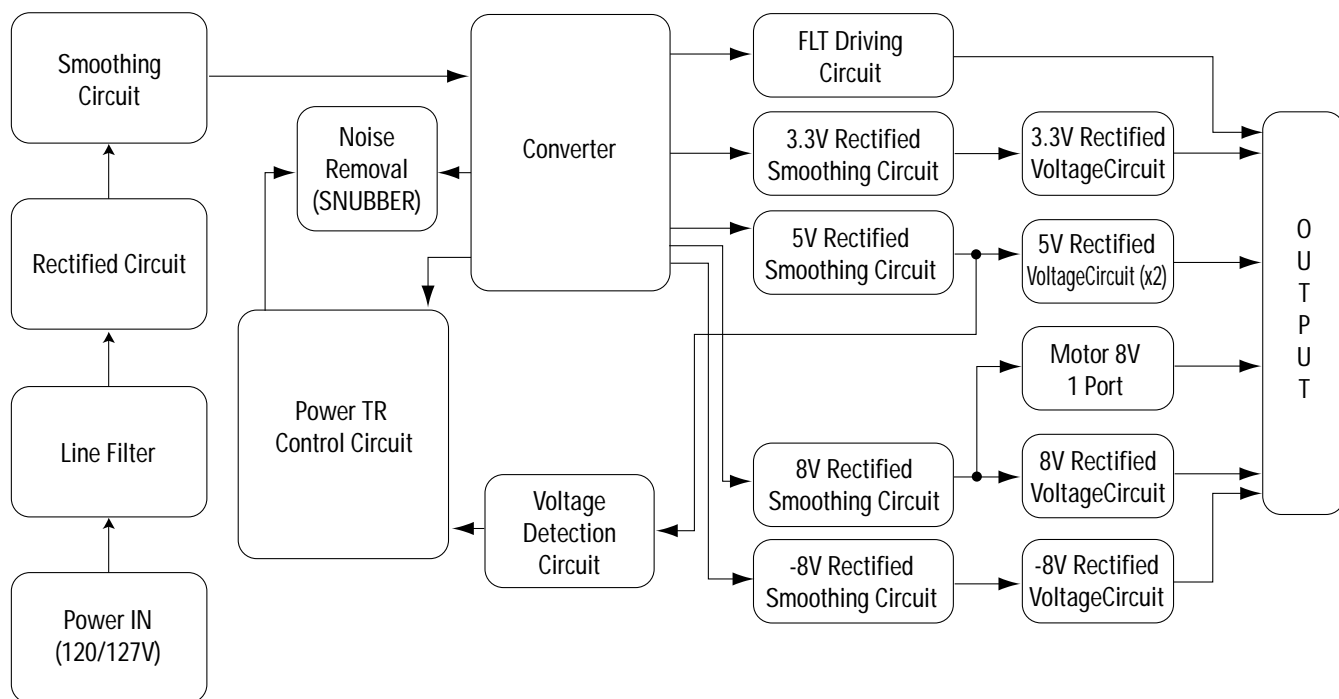 Smoothing
Circuit
Rectified Circuit
Line Filter
Power IN
(120/127V)
Noise
Removal
(SNUBBER)
Power TR
Control Circuit
Converter
Voltage
Detection
Circuit
FLT Driving
Circuit
3.3V Rectified
Smoothing Circuit
5V Rectified
Smoothing Circuit
8V Rectified
Smoothing Circuit
-8V Rectified
Smoothing Circuit
3.3V Rectified
VoltageCircuit
5V Rectified
VoltageCircuit (x2)
Motor 8V
1 Port
8V Rectified
VoltageCircuit
-8V Rectified
VoltageCircuit
O
U
T
P
U
T